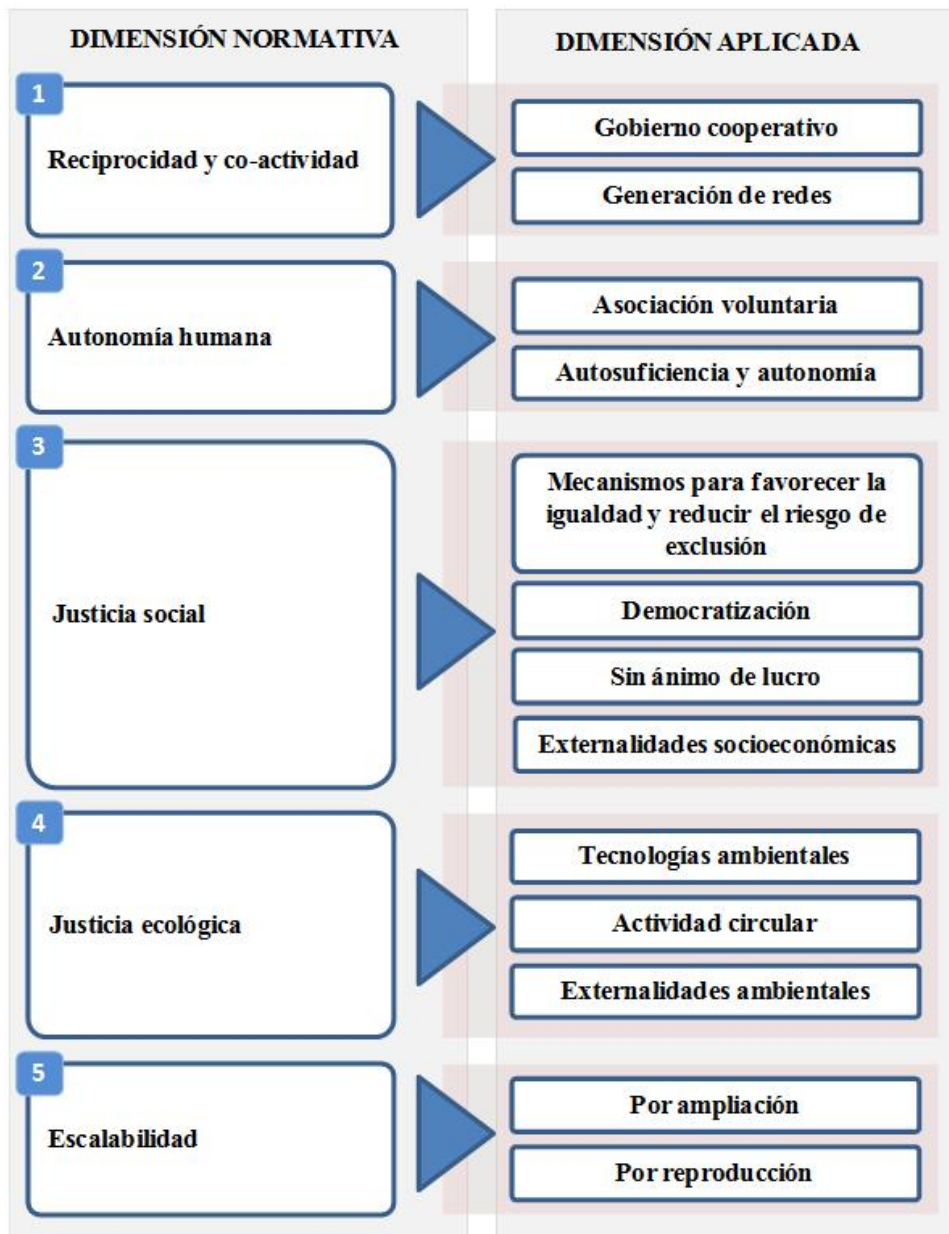 DIMENSIÓN NORMATIVA
DIMENSIÓN APLICADA
1
Reciprocidad y co-actividad
Gobierno cooperativo
Generación de redes
2
Autonomía humana
Asociación voluntaria
Autosuficiencia y autonomía
3
Justicia social
Mecanismos para favorecer la
igualdad y reducir el riesgo de
exclusión
Democratización
Sin ánimo de lucro
Externalidades socioeconómicas
4
Justicia ecológica
Tecnologías ambientales
Actividad circular
Externalidades ambientales
5
Escalabilidad
Por ampliación
Por reproducción